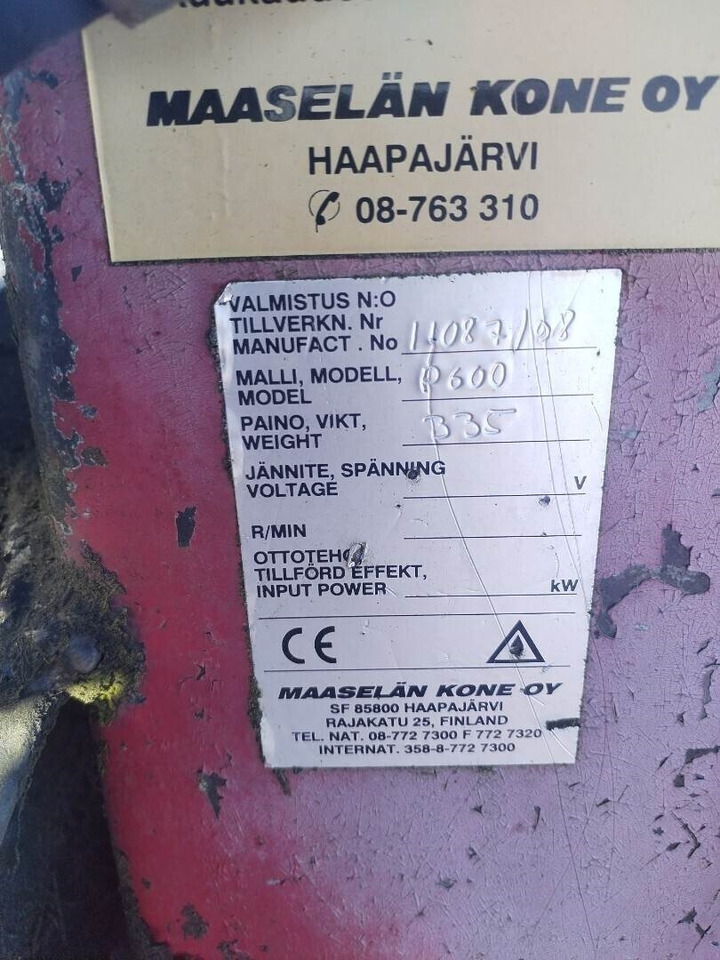 MAASELÄN KONE OY
HAAPAJÄRVI
08-763 310
VALMISTUS N:O
TILLVERKN. Nr
MANUFACT . No 11087/08
MALLI, MODELL,
MODEL P600
PAINO, VIKT,
WEIGHT 335
JÄNNITE, SPÄNNING
VOLTAGE V
R/MIN
OTTOTEHO
TILLFÖRD EFFEKT,
INPUT POWER kW
CE
MAASELÄN KONE OY
SF 85800 HAAPAJÄRVI
RAJAKATU 25, FINLAND
TEL. NAT. 08-772 7300 F 772 7320
INTERNAT. 358-8-772 7300